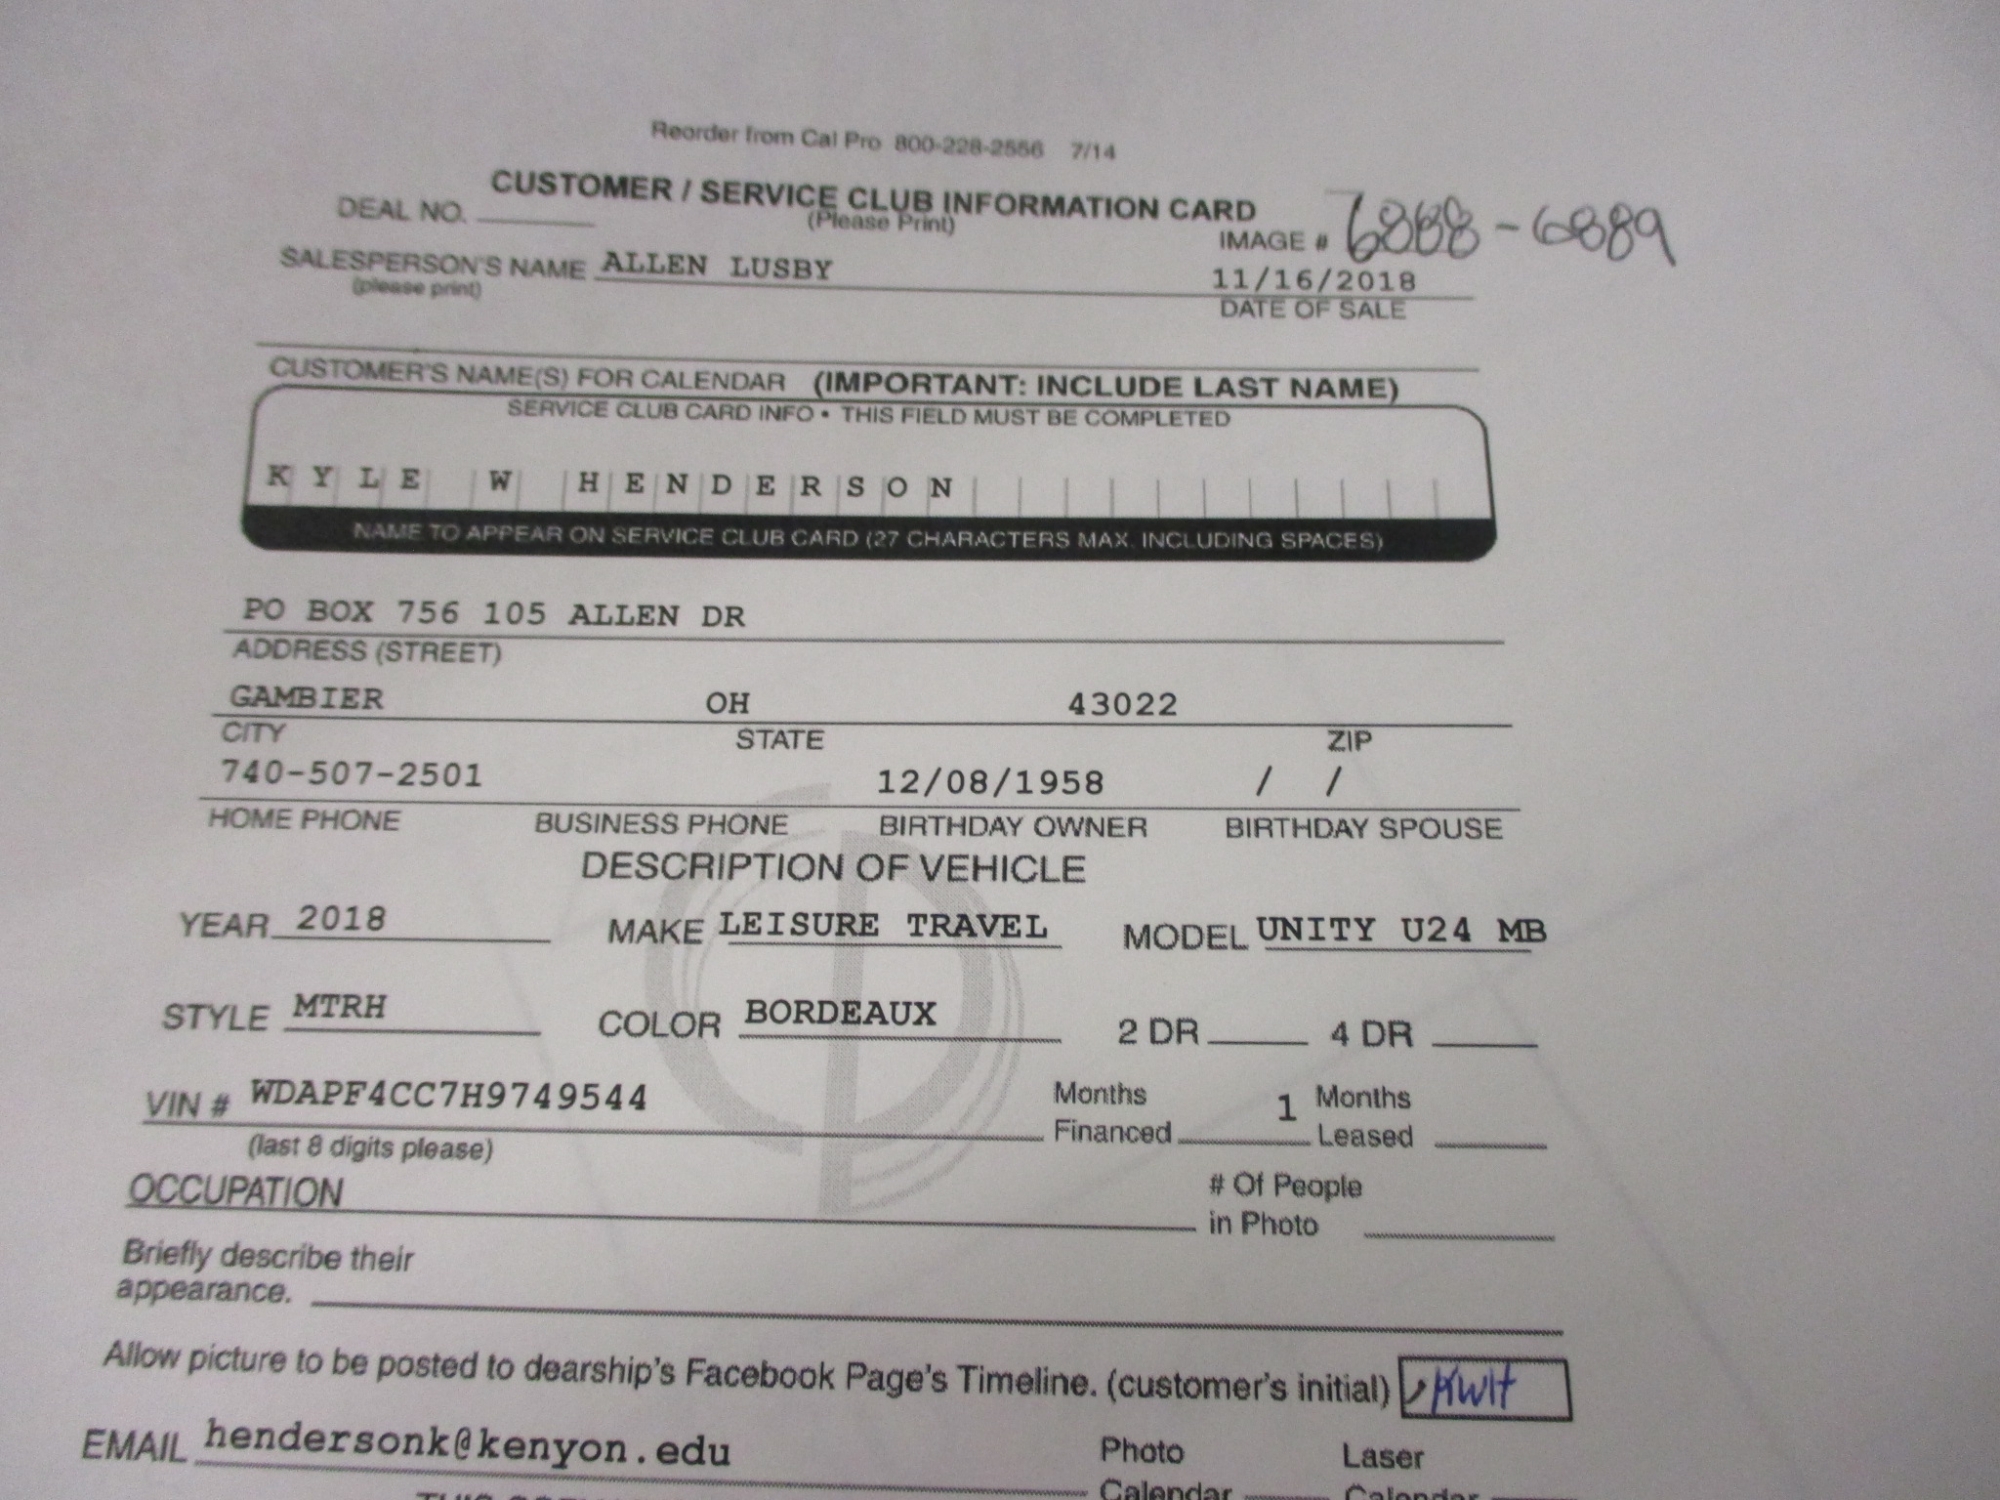 Reorder from Cal Pro 800-228-2556 7/14
CUSTOMER / SERVICE CLUB INFORMATION CARD
(Please Print)
DEAL NO.
IMAGE # 6888-6889
SALESPERSON'S NAME ALLEN LUSBY
(please print)
11/16/2018
DATE OF SALE
CUSTOMER'S NAME(S) FOR CALENDAR (IMPORTANT: INCLUDE LAST NAME)
SERVICE CLUB CARD INFO • THIS FIELD MUST BE COMPLETED
KYLE W HENDERSON
NAME TO APPEAR ON SERVICE CLUB CARD (27 CHARACTERS MAX. INCLUDING SPACES)
PO BOX 756 105 ALLEN DR
ADDRESS (STREET)
GAMBIER OH 43022
CITY STATE ZIP
740-507-2501 12/08/1958 / /
HOME PHONE BUSINESS PHONE BIRTHDAY OWNER BIRTHDAY SPOUSE
DESCRIPTION OF VEHICLE
YEAR 2018 MAKE LEISURE TRAVEL MODEL UNITY U24 MB
STYLE MTRH COLOR BORDEAUX 2 DR 4 DR
VIN # WDAPF4CC7H9749544
(last 8 digits please)
Months Financed 1 Months Leased
OCCUPATION
# Of People
in Photo
Briefly describe their
appearance.
Allow picture to be posted to dearship's Facebook Page's Timeline. (customer's initial) KWH
EMAIL hendersonk@kenyon.edu
Photo Laser
Calendar Calendar